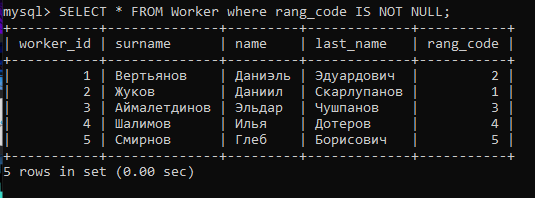 mysql> SELECT * FROM Worker where rang_code IS NOT NULL;
+-----------+--------------+---------+-------------+-----------+
| worker_id | surname      | name    | last_name   | rang_code |
+-----------+--------------+---------+-------------+-----------+
|         1 | Вертьянов    | Даниэль | Эдуардович  |         2 |
|         2 | Жуков        | Даниил  | Скарлупанов |         1 |
|         3 | Аймалетдинов | Эльдар  | Чушпанов    |         3 |
|         4 | Шалимов      | Илья    | Дотеров     |         4 |
|         5 | Смирнов      | Глеб    | Борисович   |         5 |
+-----------+--------------+---------+-------------+-----------+
5 rows in set (0.00 sec)